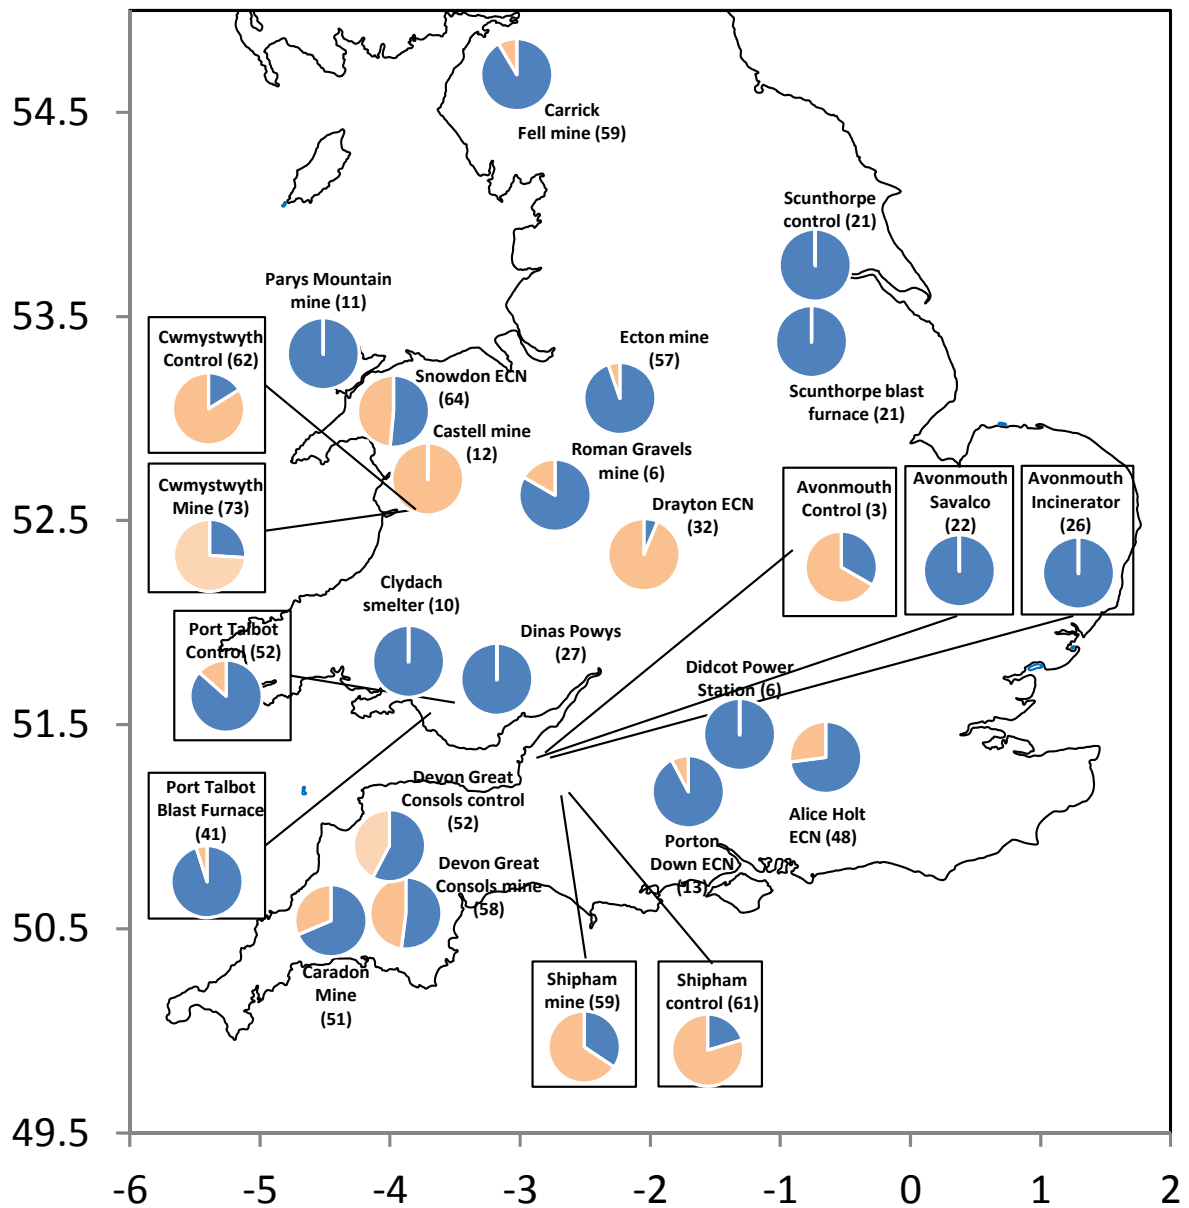 54.5
53.5
52.5
51.5
50.5
49.5
-6
-5
-4
-3
-2
-1
0
1
2
Carrick
Fell mine (59)
Scunthorpe
control (21)
Parys Mountain
mine (11)
Cwmystwyth
Control (62)
Ecton mine
(57)
Snowdon ECN
(64)
Scunthorpe blast
furnace (21)
Castell mine
(12)
Roman Gravels
mine (6)
Cwmystwyth
Mine (73)
Drayton ECN
(32)
Avonmouth
Control (3)
Avonmouth
Savalco
(22)
Avonmouth
Incinerator
(26)
Clydach
smelter (10)
Port Talbot
Control (52)
Dinas Powys
(27)
Didcot Power
Station (6)
Port Talbot
Blast Furnace
(41)
Devon Great
Consols control
(52)
Alice Holt
ECN (48)
Porton
Down ECN
(13)
Devon Great
Consols mine
(58)
Caradon
Mine
(51)
Shipham
mine (59)
Shipham
control (61)